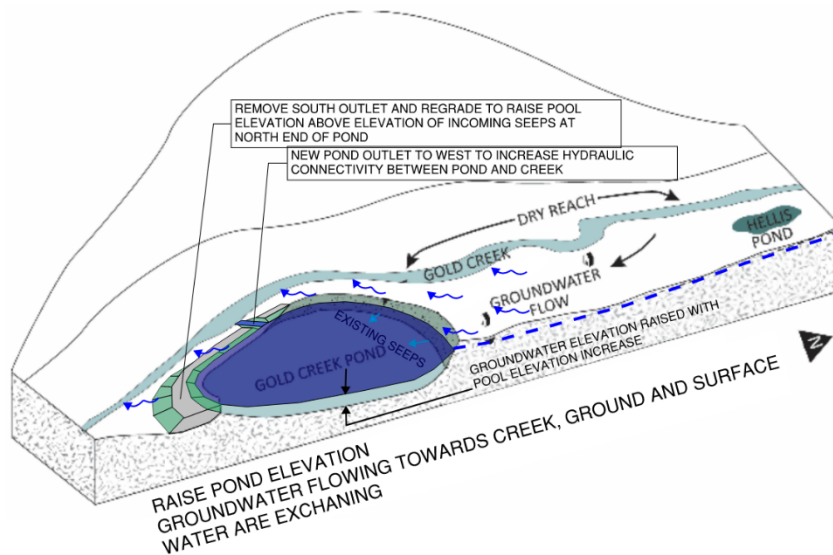 REMOVE SOUTH OUTLET AND REGRADE TO RAISE POOL
ELEVATION ABOVE ELEVATION OF INCOMING SEEPS AT
NORTH END OF POND
NEW POND OUTLET TO WEST TO INCREASE HYDRAULIC
CONNECTIVITY BETWEEN POND AND CREEK
DRY REACH
HELLIS
POND
GOLD CREEK
GROUNDWATER
FLOW
EXISTING SEEPS
GOLD CREEK POND
GROUNDWATER ELEVATION RAISED WITH
POOL ELEVATION INCREASE
N
RAISE POND ELEVATION
GROUNDWATER FLOWING TOWARDS CREEK, GROUND AND SURFACE
WATER ARE EXCHANING